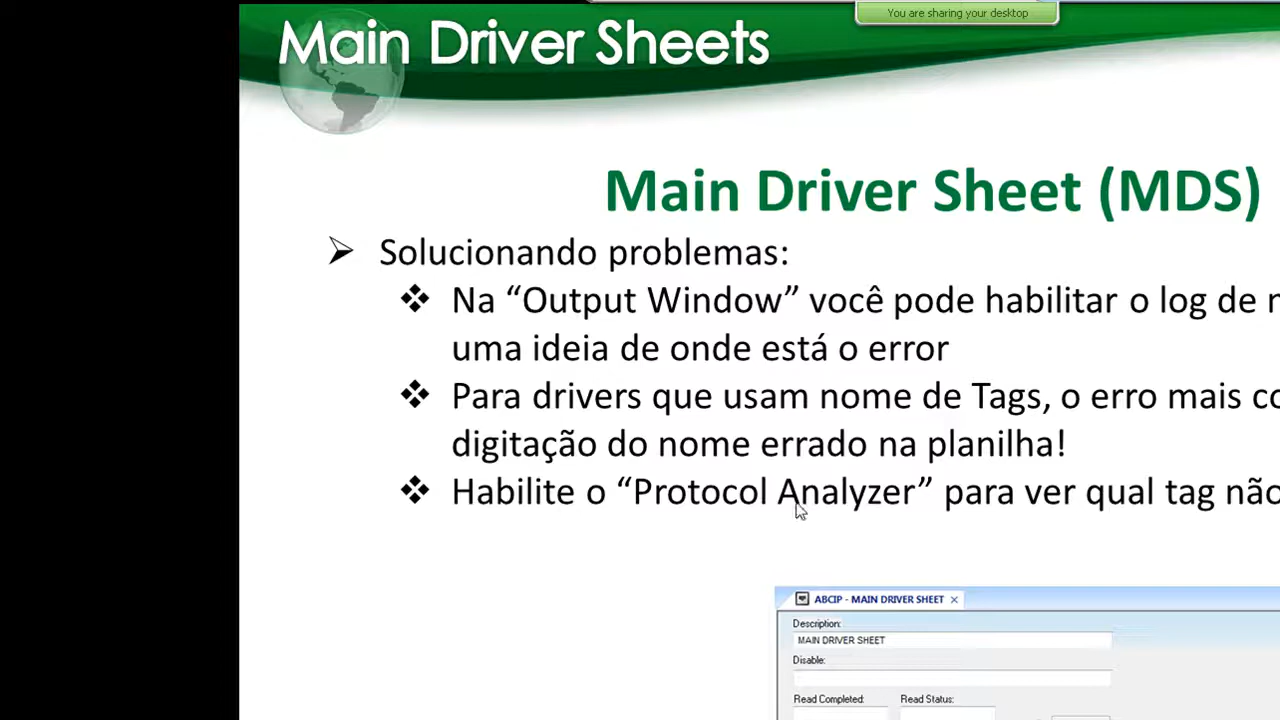 You are sharing your desktop
Main Driver Sheets
Main Driver Sheet (MDS)
Solucionando problemas:
Na “Output Window” você pode habilitar o log de
uma ideia de onde está o error
Para drivers que usam nome de Tags, o erro mais
digitação do nome errado na planilha!
Habilite o “Protocol Analyzer” para ver qual tag não
ABCIP - MAIN DRIVER SHEET
Description:
MAIN DRIVER SHEET
Disable:
Read Completed: Read Status: